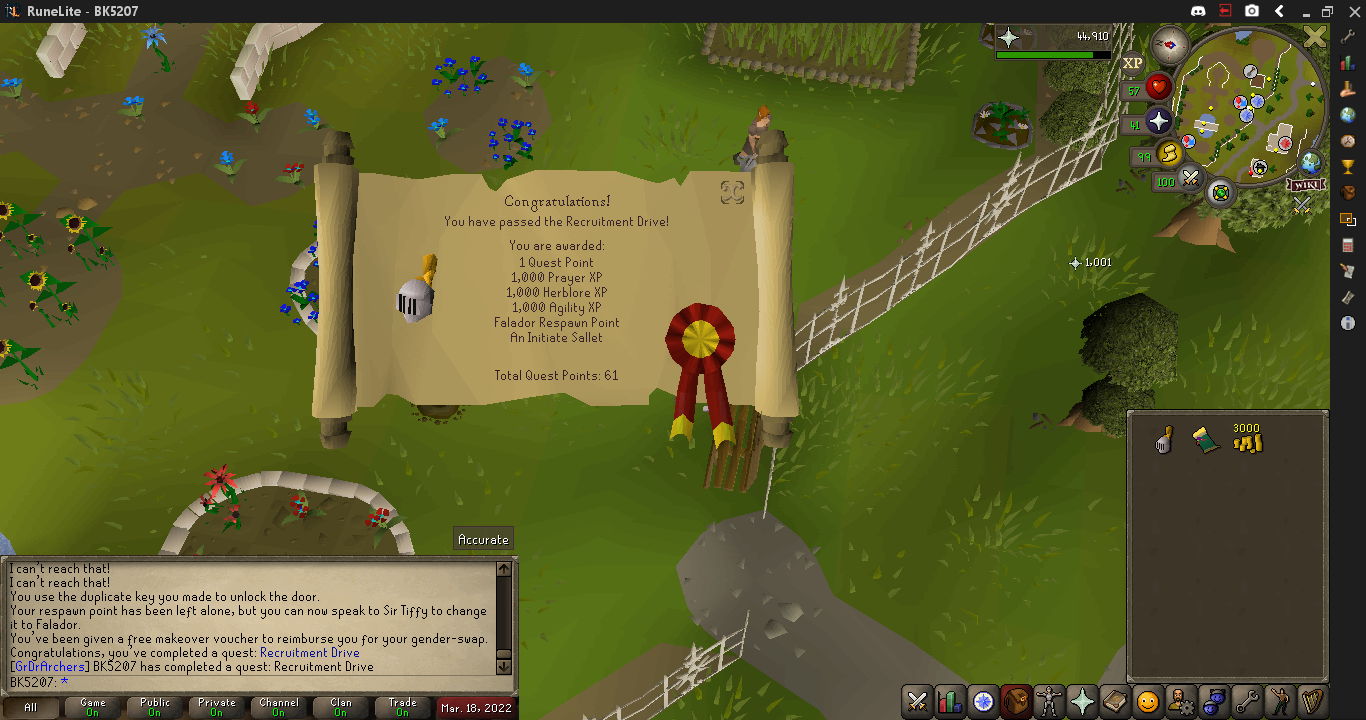 RuneLite - BK5207
44,910
XP
57
41
99
100
WIKI
1,001
Congratulations!
You have passed the Recruitment Drive!
You are awarded:
1 Quest Point
1,000 Prayer XP
1,000 Herblore XP
1,000 Agility XP
Falador Respawn Point
An Initiate Sallet
Total Quest Points: 61
3000
Accurate
I can't reach that!
I can't reach that!
You use the duplicate key you made to unlock the door.
Your respawn point has been left alone, but you can now speak to Sir Tiffy to change
it to Falador.
You've been given a free makeover voucher to reimburse you for your gender-swap.
Congratulations, you've completed a quest: Recruitment Drive
[GrDrArchers] BK5207 has completed a quest: Recruitment Drive
BK5207: *
All
Game
On
Public
On
Private
On
Channel
On
Clan
On
Trade
On
Mar. 18, 2022